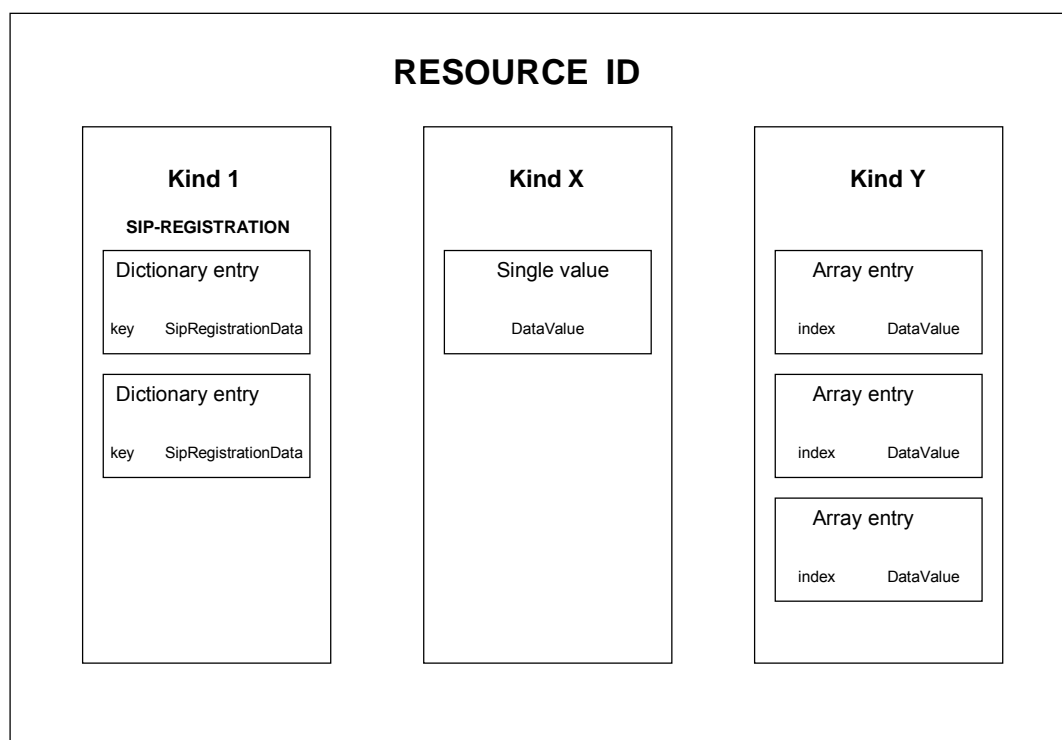 RESOURCE ID
Kind 1
SIP-REGISTRATION
Dictionary entry
key SipRegistrationData
Dictionary entry
key SipRegistrationData
Kind X
Single value
DataValue
Kind Y
Array entry
index DataValue
Array entry
index DataValue
Array entry
index DataValue